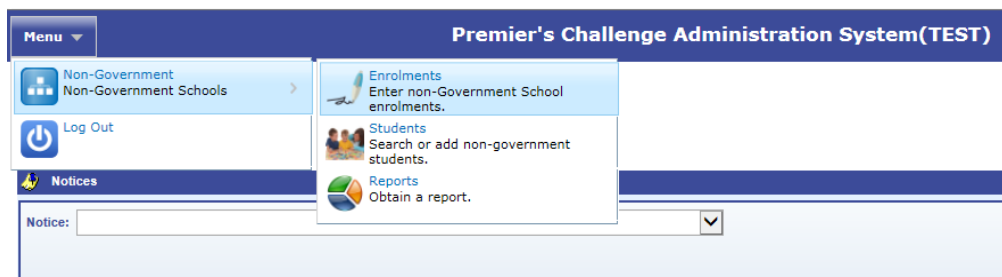 Menu
Premier's Challenge Administration System(TEST)
Non-Government
Non-Government Schools
Log Out
Enrolments
Enter non-Government School
enrolments.
Students
Search or add non-government
students.
Reports
Obtain a report.
Notices
Notice: